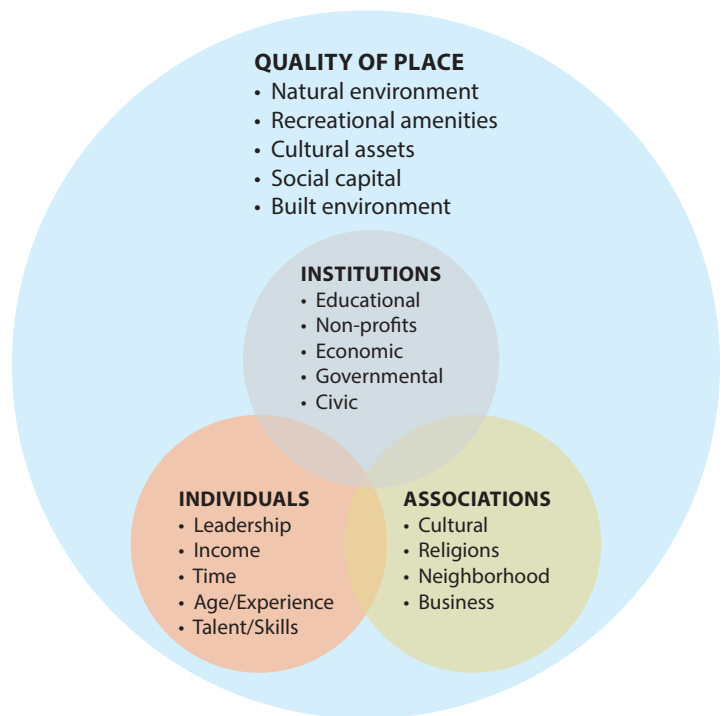 QUALITY OF PLACE
• Natural environment
• Recreational amenities
• Cultural assets
• Social capital
• Built environment
INSTITUTIONS
• Educational
• Non-profits
• Economic
• Governmental
• Civic
INDIVIDUALS
• Leadership
• Income
• Time
• Age/Experience
• Talent/Skills
ASSOCIATIONS
• Cultural
• Religions
• Neighborhood
• Business